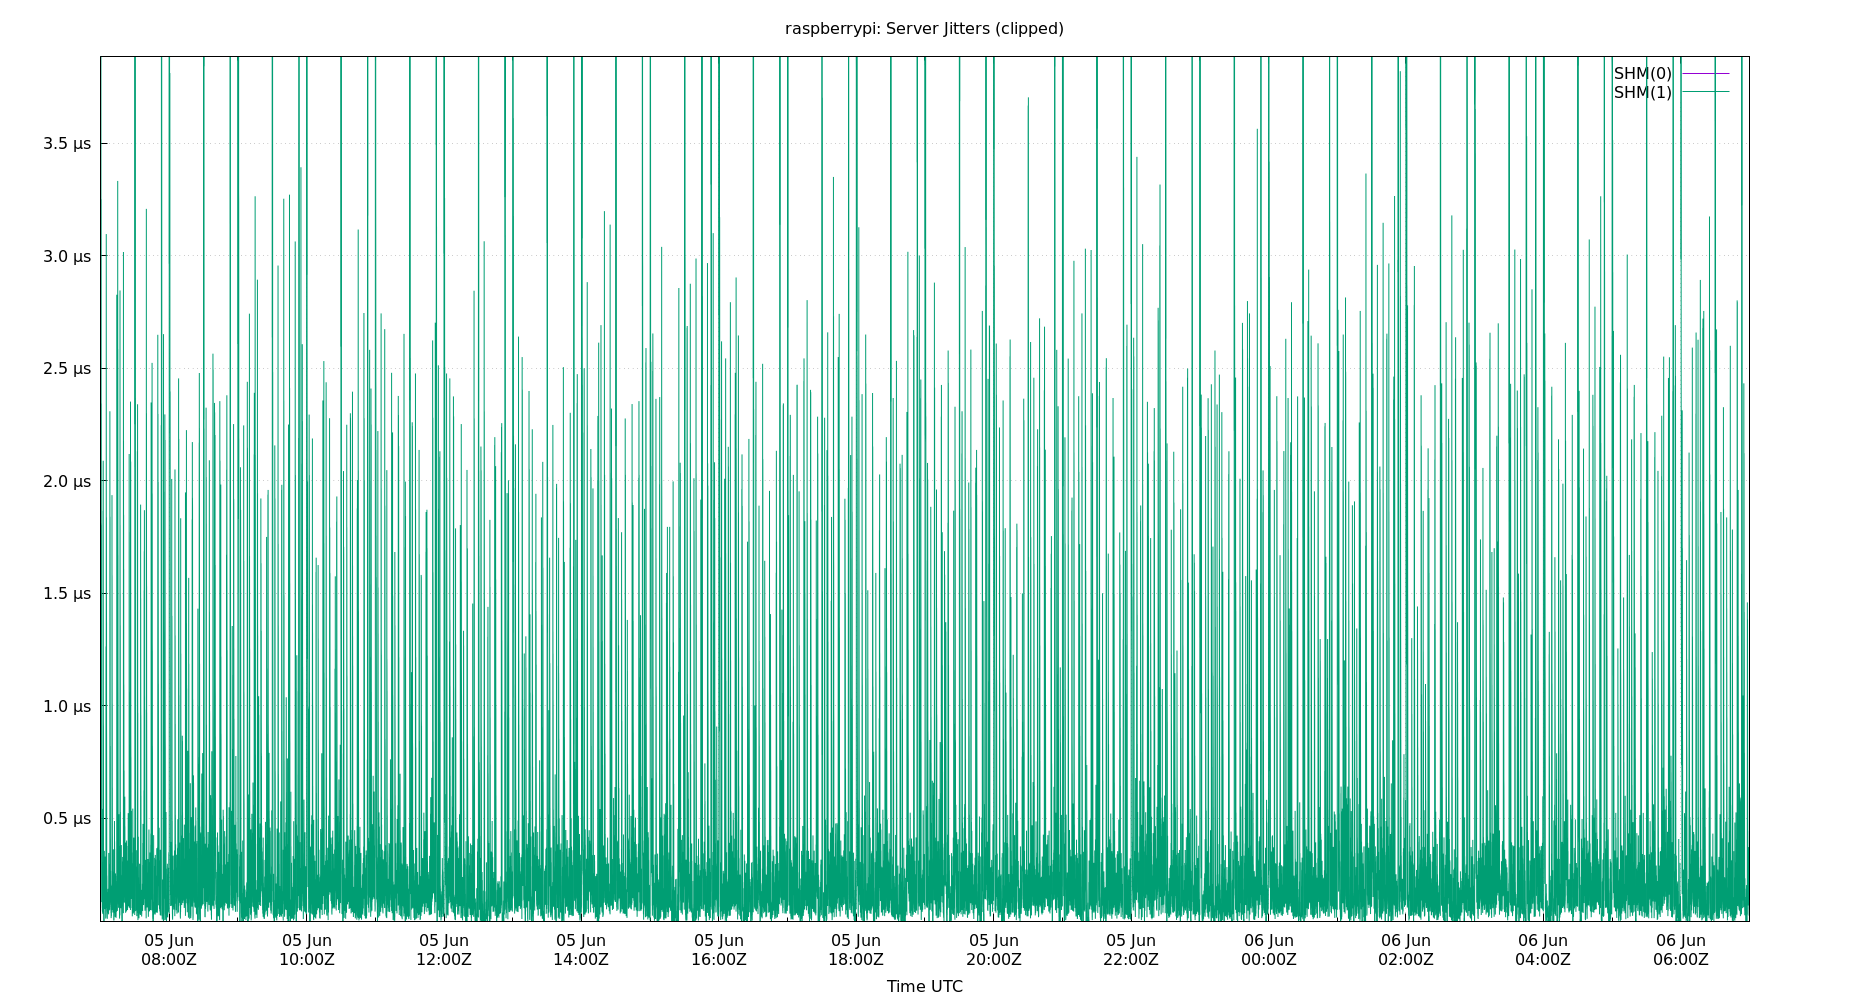 raspberrypi: Server Jitters (clipped)
SHM(0)
SHM(1)
3.5 µs
3.0 µs
2.5 µs
2.0 µs
1.5 µs
1.0 µs
0.5 µs
05 Jun 05 Jun 05 Jun 05 Jun 05 Jun 05 Jun 05 Jun 05 Jun 06 Jun 06 Jun 06 Jun 06 Jun
08:00Z 10:00Z 12:00Z 14:00Z 16:00Z 18:00Z 20:00Z 22:00Z 00:00Z 02:00Z 04:00Z 06:00Z
Time UTC